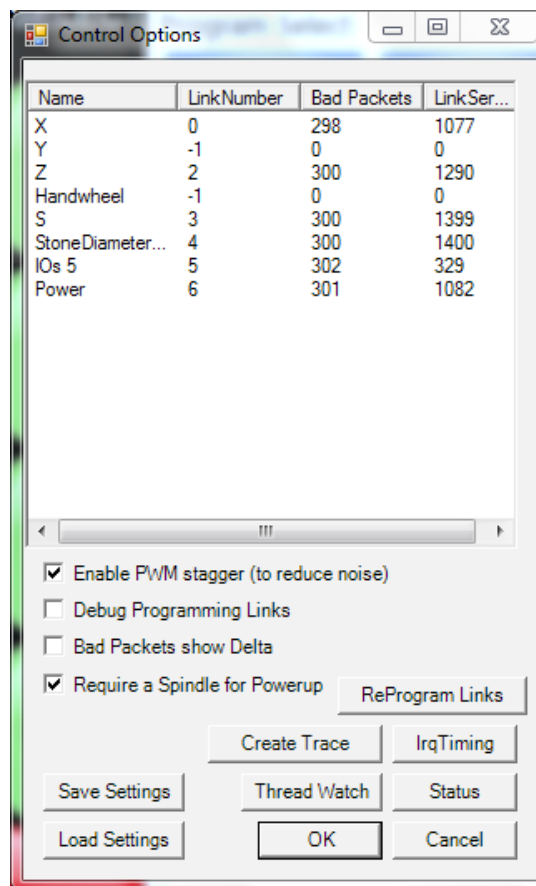 Program Select
Control Options
Name LinkNumber Bad Packets LinkSer...
X 0 298 1077
Y -1 0 0
Z 2 300 1290
Handwheel -1 0 0
S 3 300 1399
StoneDiameter... 4 300 1400
IOs 5 5 302 329
Power 6 301 1082
Enable PWM stagger (to reduce noise)
Debug Programming Links
Bad Packets show Delta
Require a Spindle for Powerup
ReProgram Links
Create Trace IrqTiming
Save Settings Thread Watch Status
Load Settings OK Cancel